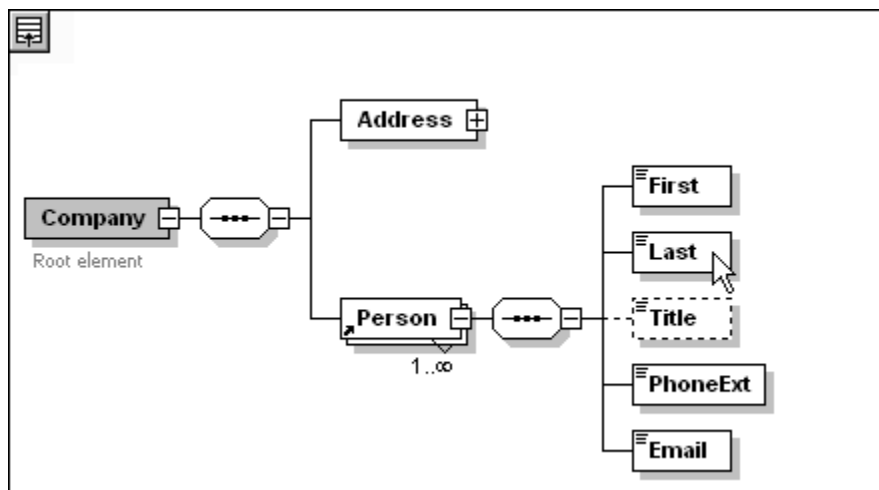 Address
Company
Root element
Person
1..∞
First
Last
Title
PhoneExt
Email